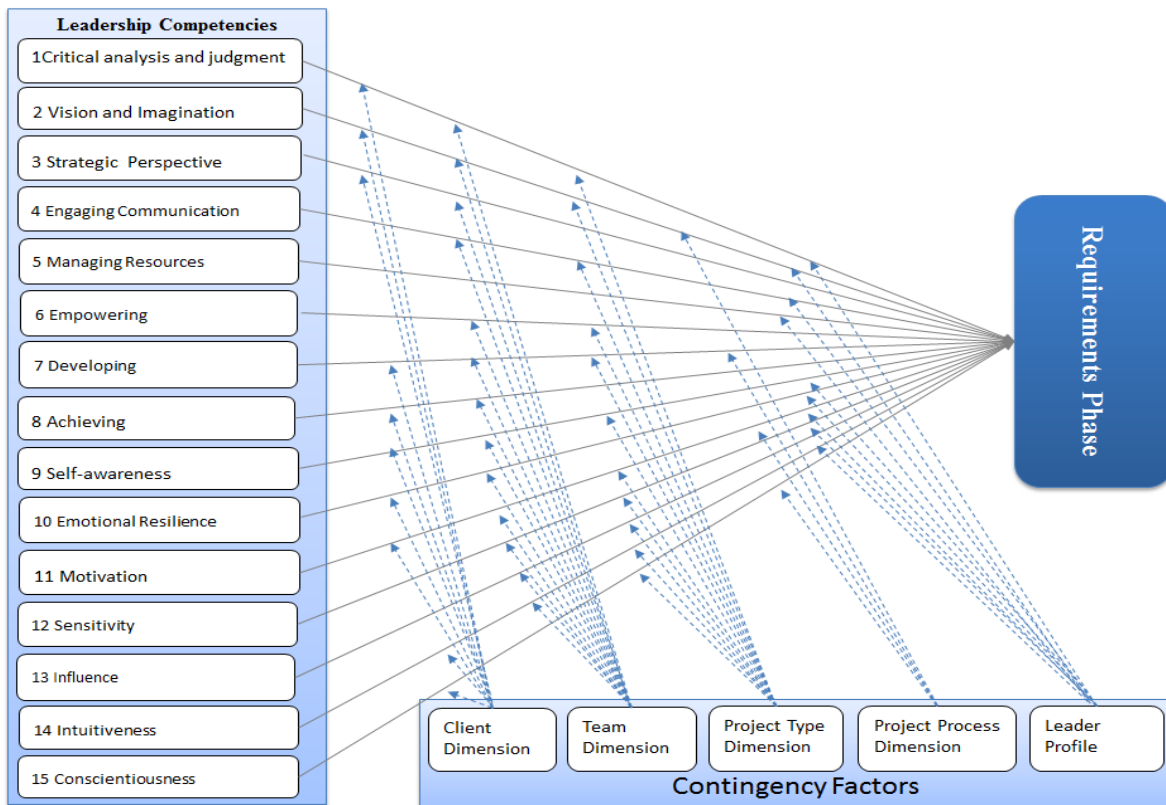 Leadership Competencies
1Critical analysis and judgment
2 Vision and Imagination
3 Strategic Perspective
4 Engaging Communication
5 Managing Resources
6 Empowering
7 Developing
8 Achieving
9 Self-awareness
10 Emotional Resilience
11 Motivation
12 Sensitivity
13 Influence
14 Intuitiveness
15 Conscientiousness
Requirements Phase
Client
Dimension
Team
Dimension
Project Type
Dimension
Project Process
Dimension
Leader
Profile
Contingency Factors